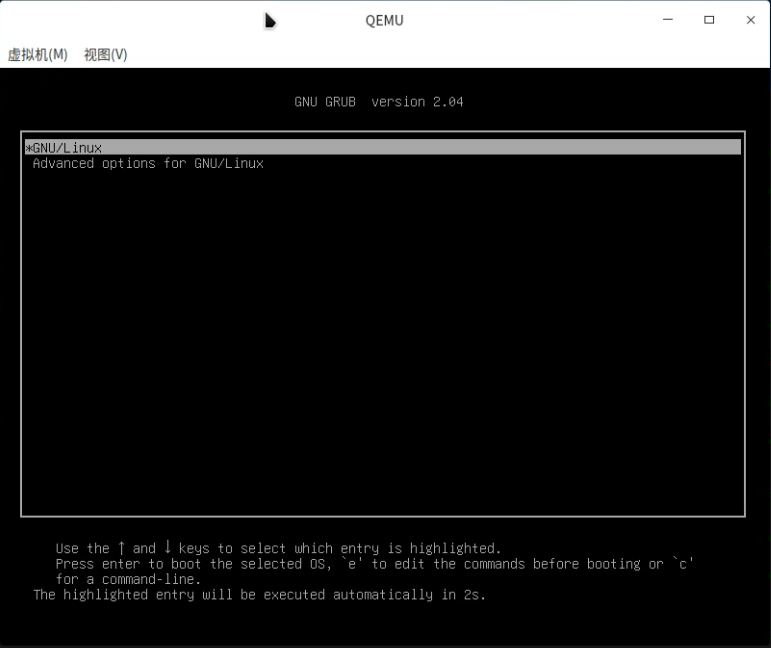 QEMU
虚拟机(M) 视图(V)
GNU GRUB version 2.04
*GNU/Linux
Advanced options for GNU/Linux
Use the ↑ and ↓ keys to select which entry is highlighted.
Press enter to boot the selected OS, `e' to edit the commands before booting or `c'
for a command-line.
The highlighted entry will be executed automatically in 2s.